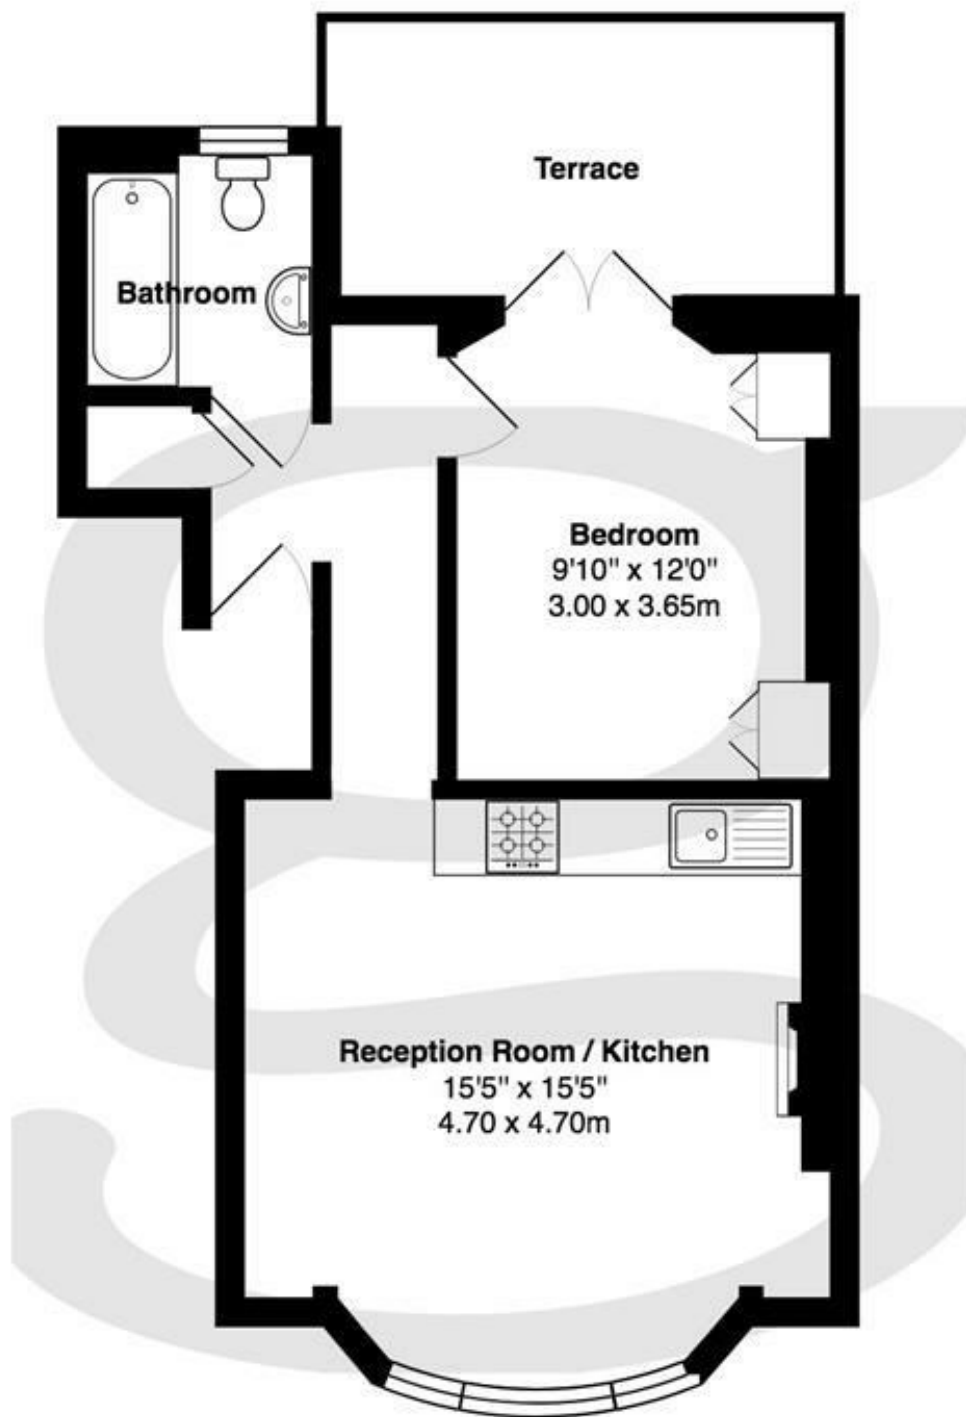 Terrace
Bathroom
Bedroom
9'10" x 12'0"
3.00 x 3.65m
Reception Room / Kitchen
15'5" x 15'5"
4.70 x 4.70m